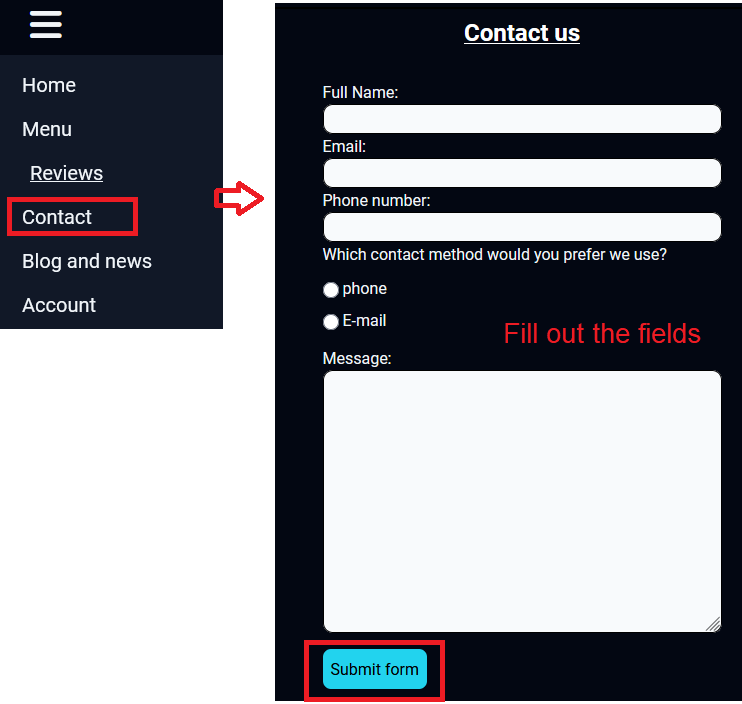 Home
Menu
Reviews
Contact
Blog and news
Account
Contact us
Full Name:
Email:
Phone number:
Which contact method would you prefer we use?
phone
E-mail
Fill out the fields
Message:
Submit form